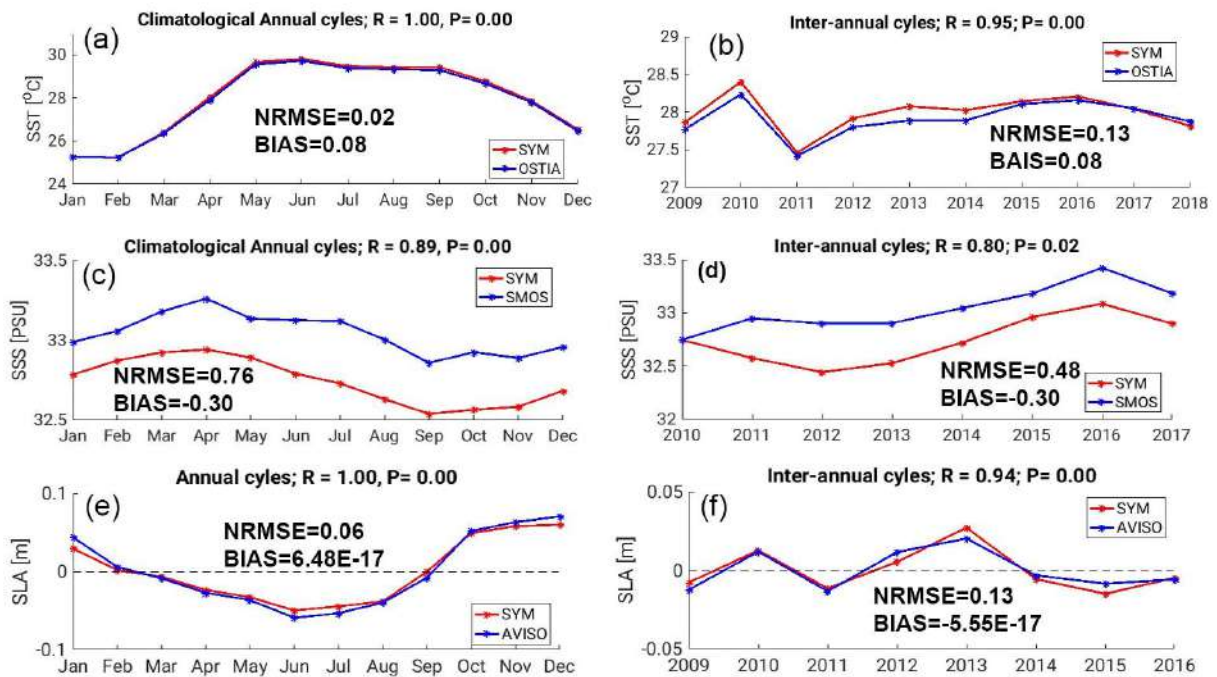 (a)
Climatological Annual cyles; R = 1.00, P= 0.00
SST [°C]
30
28
26
24
NRMSE=0.02
BIAS=0.08
SYM
OSTIA
Jan Feb Mar Apr May Jun Jul Aug Sep Oct Nov Dec
(b)
Inter-annual cyles; R = 0.95; P= 0.00
SST [°C]
29
28.5
28
27.5
27
SYM
OSTIA
NRMSE=0.13
BAIS=0.08
2009 2010 2011 2012 2013 2014 2015 2016 2017 2018
(c)
Climatological Annual cyles; R = 0.89, P= 0.00
SSS [PSU]
33.5
33
32.5
SYM
SMOS
NRMSE=0.76
BIAS=-0.30
Jan Feb Mar Apr May Jun Jul Aug Sep Oct Nov Dec
(d)
Inter-annual cyles; R = 0.80; P= 0.02
SSS [PSU]
33.5
33
32.5
32
NRMSE=0.48
BIAS=-0.30
SYM
SMOS
2010 2011 2012 2013 2014 2015 2016 2017
(e)
Annual cyles; R = 1.00, P= 0.00
SLA [m]
0.1
0
-0.1
NRMSE=0.06
BIAS=6.48E-17
SYM
AVISO
Jan Feb Mar Apr May Jun Jul Aug Sep Oct Nov Dec
(f)
Inter-annual cyles; R = 0.94; P= 0.00
SLA [m]
0.05
0
-0.05
SYM
AVISO
NRMSE=0.13
BIAS=-5.55E-17
2009 2010 2011 2012 2013 2014 2015 2016